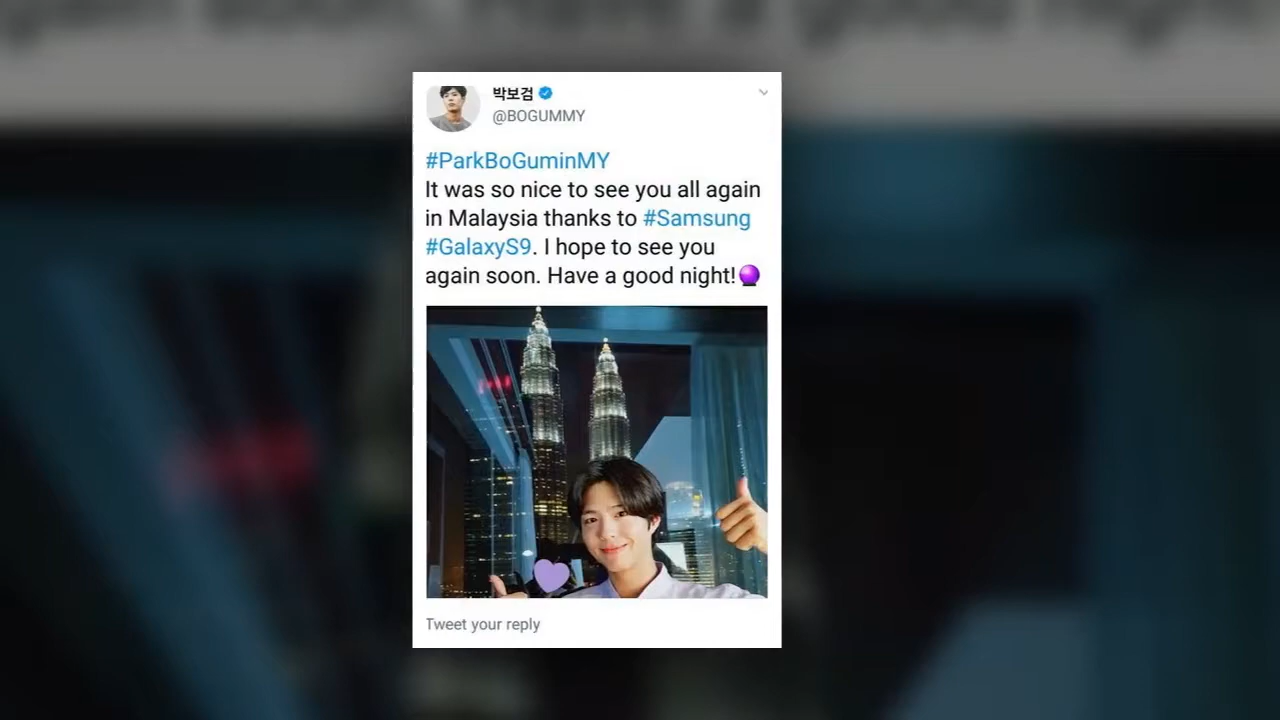 박보검
@BOGUMMY
#ParkBoGuminMY
It was so nice to see you all again
in Malaysia thanks to #Samsung
#GalaxyS9. I hope to see you
again soon. Have a good night!🔮
Tweet your reply